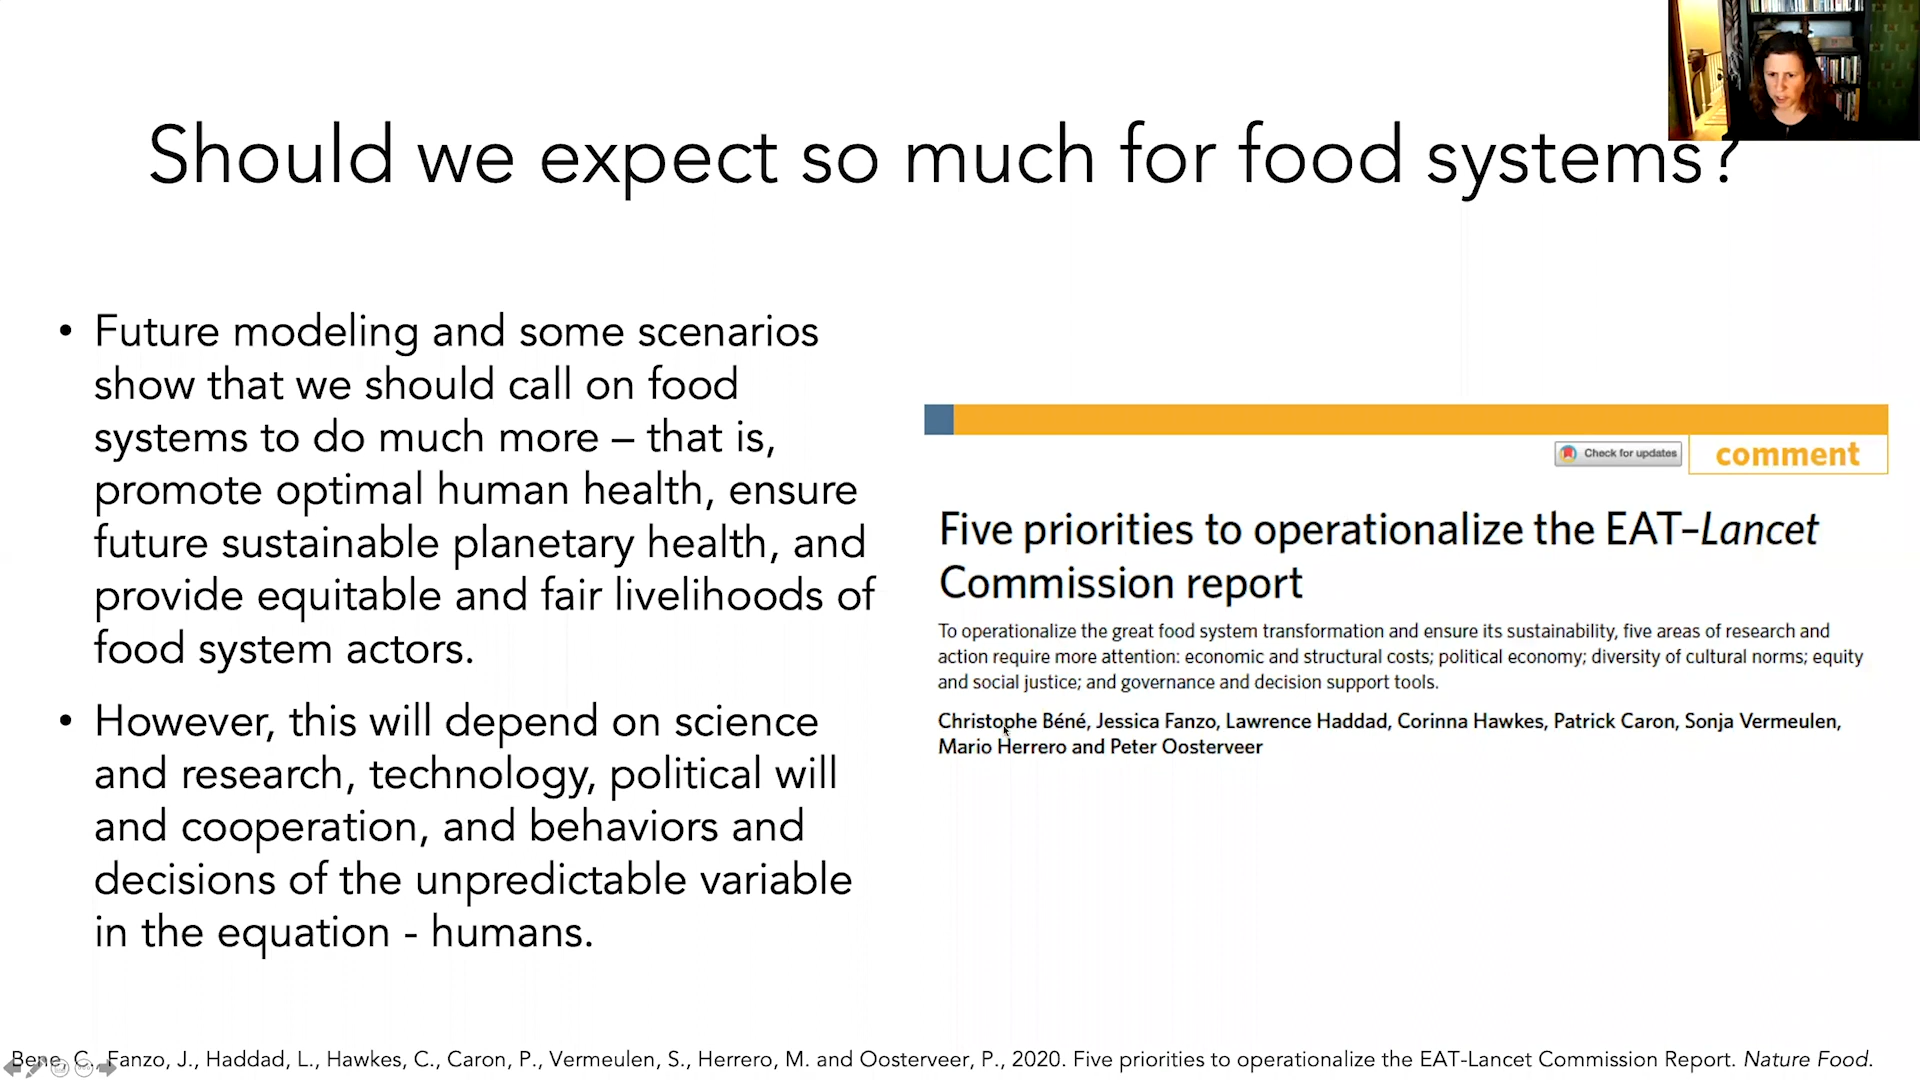 Should we expect so much for food systems?
• Future modeling and some scenarios
show that we should call on food
systems to do much more – that is,
promote optimal human health, ensure
future sustainable planetary health, and
provide equitable and fair livelihoods of
food system actors.
• However, this will depend on science
and research, technology, political will
and cooperation, and behaviors and
decisions of the unpredictable variable
in the equation - humans.
Check for updates
comment
Five priorities to operationalize the EAT–Lancet
Commission report
To operationalize the great food system transformation and ensure its sustainability, five areas of research and
action require more attention: economic and structural costs; political economy; diversity of cultural norms; equity
and social justice; and governance and decision support tools.
Christophe Béné, Jessica Fanzo, Lawrence Haddad, Corinna Hawkes, Patrick Caron, Sonja Vermeulen,
Mario Herrero and Peter Oosterveer
Bene, C., Fanzo, J., Haddad, L., Hawkes, C., Caron, P., Vermeulen, S., Herrero, M. and Oosterveer, P., 2020. Five priorities to operationalize the EAT-Lancet Commission Report. Nature Food.